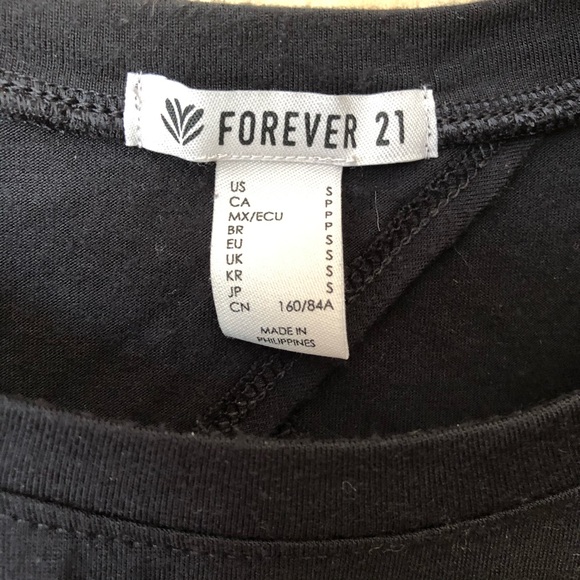 FOREVER 21
US S
CA P
MX/ECU P
BR P
EU S
UK S
KR S
JP S
CN 160/84A
MADE IN
PHILIPPINES